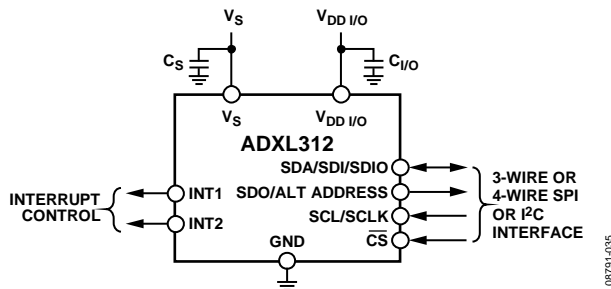 VS
VDD I/O
CS
CI/O
VS
VDD I/O
ADXL312
SDA/SDI/SDIO
SDO/ALT ADDRESS
SCL/SCLK
CS
INT1
INT2
GND
INTERRUPT
CONTROL
3-WIRE OR
4-WIRE SPI
OR I2C
INTERFACE
08791-035